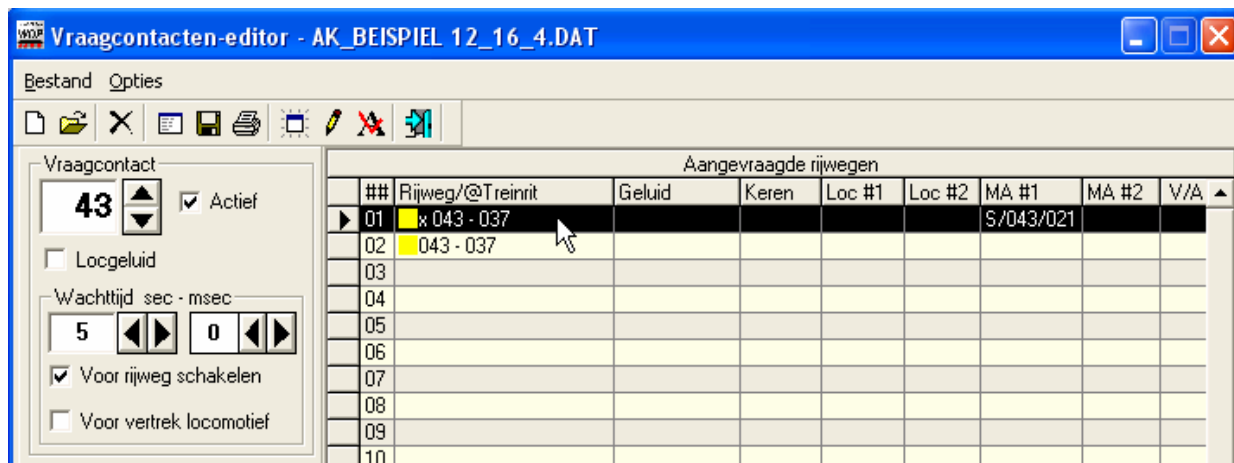 Vraagcontacten-editor - AK_BEISPIEL 12_16_4.DAT
Bestand Opties
Vraagcontact
43
Actief
Locgeluid
Wachttijd sec - msec
5 0
Voor rijweg schakelen
Voor vertrek locomotief
Aangevraagde rijwegen
## Rijweg/@Treinrit Geluid Keren Loc #1 Loc #2 MA #1 MA #2 V/A
01 x 043 - 037 S/043/021
02 043 - 037
03
04
05
06
07
08
09
10